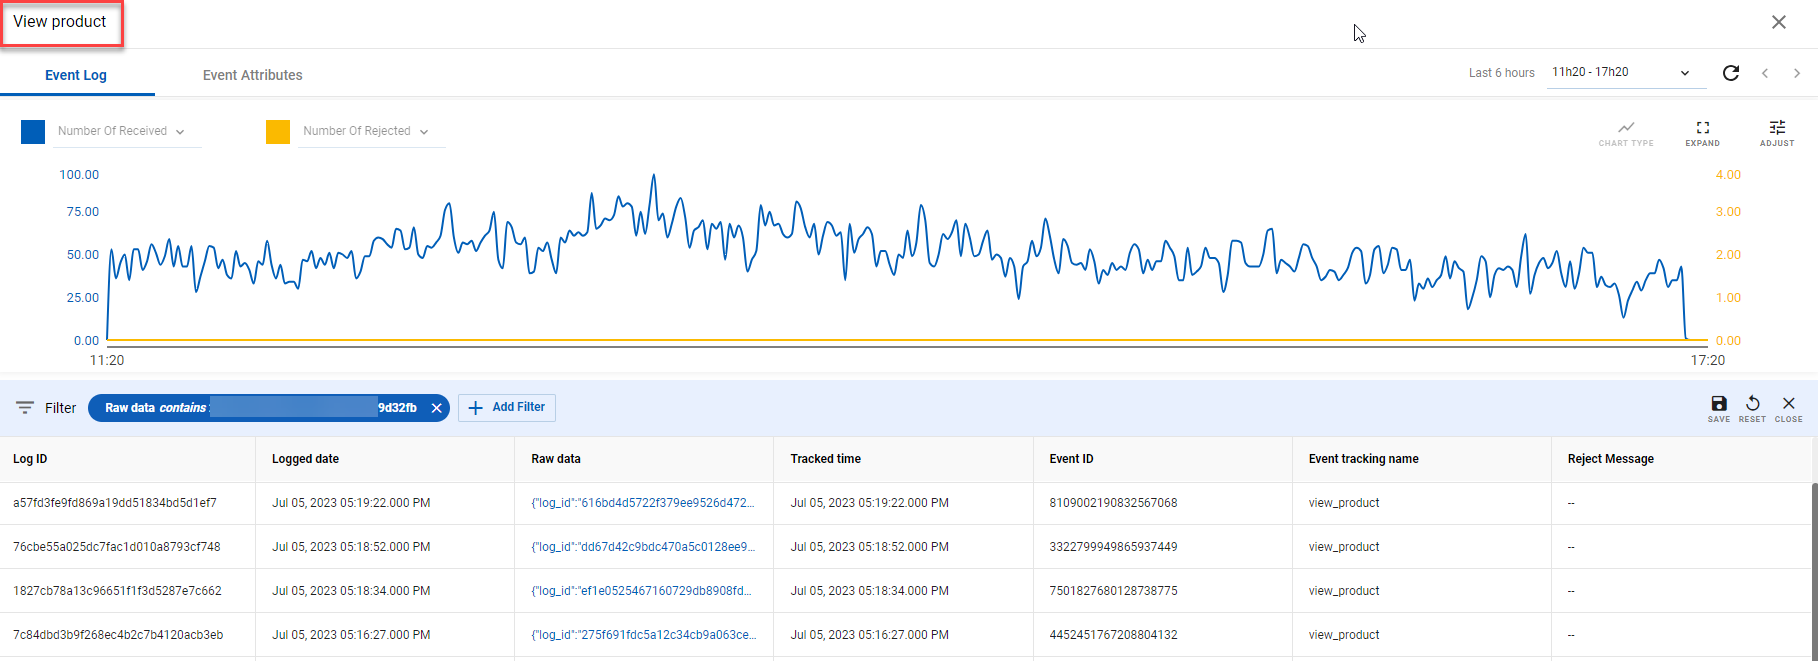 View product
Event Log Event Attributes Last 6 hours 11h20 - 17h20
Number Of Received Number Of Rejected CHART TYPE EXPAND ADJUST
100.00 4.00
75.00 3.00
50.00 2.00
25.00 1.00
0.00 0.00
11:20 17:20
Filter Raw data contains : 9d32fb Add Filter SAVE RESET CLOSE
Log ID Logged date Raw data Tracked time Event ID Event tracking name Reject Message
a57fd3fe9fd869a19dd51834bd5d1ef7 Jul 05, 2023 05:19:22.000 PM {"log_id":"616bd4d5722f379ee9526d472... Jul 05, 2023 05:19:22.000 PM 8109002190832567068 view_product --
76cbe55a025dc7fac1d010a8793cf748 Jul 05, 2023 05:18:52.000 PM {"log_id":"dd67d42c9bdc470a5c0128ee9... Jul 05, 2023 05:18:52.000 PM 3322799949865937449 view_product --
1827cb78a13c96651f1f3d5287e7c662 Jul 05, 2023 05:18:34.000 PM {"log_id":"ef1e0525467160729db8908fd... Jul 05, 2023 05:18:34.000 PM 7501827680128738775 view_product --
7c84dbd3b9f268ec4b2c7b4120acb3eb Jul 05, 2023 05:16:27.000 PM {"log_id":"275f691fdc5a12c34cb9a063ce... Jul 05, 2023 05:16:27.000 PM 4452451767208804132 view_product --